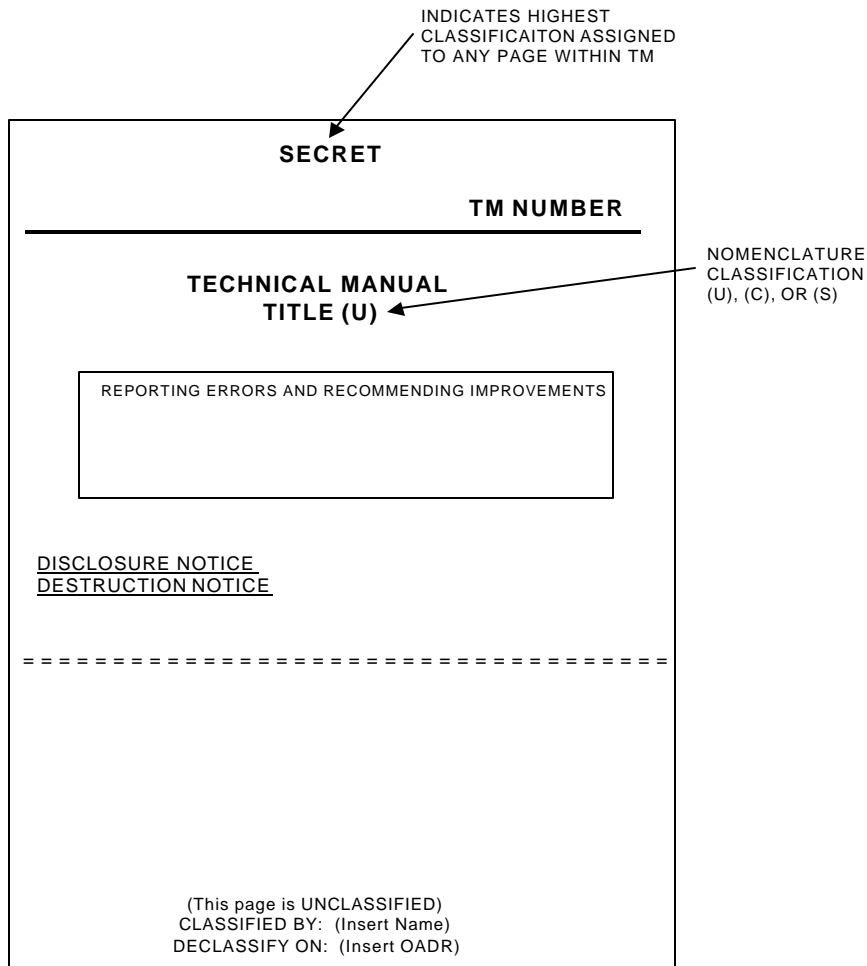 INDICATES HIGHEST
CLASSIFICAITON ASSIGNED
TO ANY PAGE WITHIN TM
SECRET
TM NUMBER
TECHNICAL MANUAL
TITLE (U)
NOMENCLATURE
CLASSIFICATION
(U), (C), OR (S)
REPORTING ERRORS AND RECOMMENDING IMPROVEMENTS
DISCLOSURE NOTICE
DESTRUCTION NOTICE
= = = = = = = = = = = = = = = = = = = = = = = = = = = = = = = = = = = =
(This page is UNCLASSIFIED)
CLASSIFIED BY: (Insert Name)
DECLASSIFY ON: (Insert OADR)